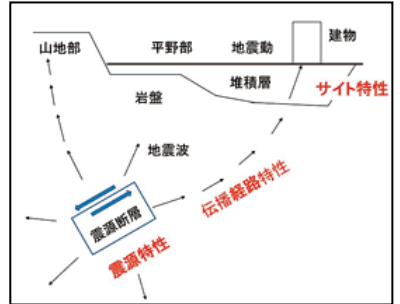 建物
山地部
平野部
地震動
堆積層
サイト特性
岩盤
地震波
伝播経路特性
震源断層
震源特性